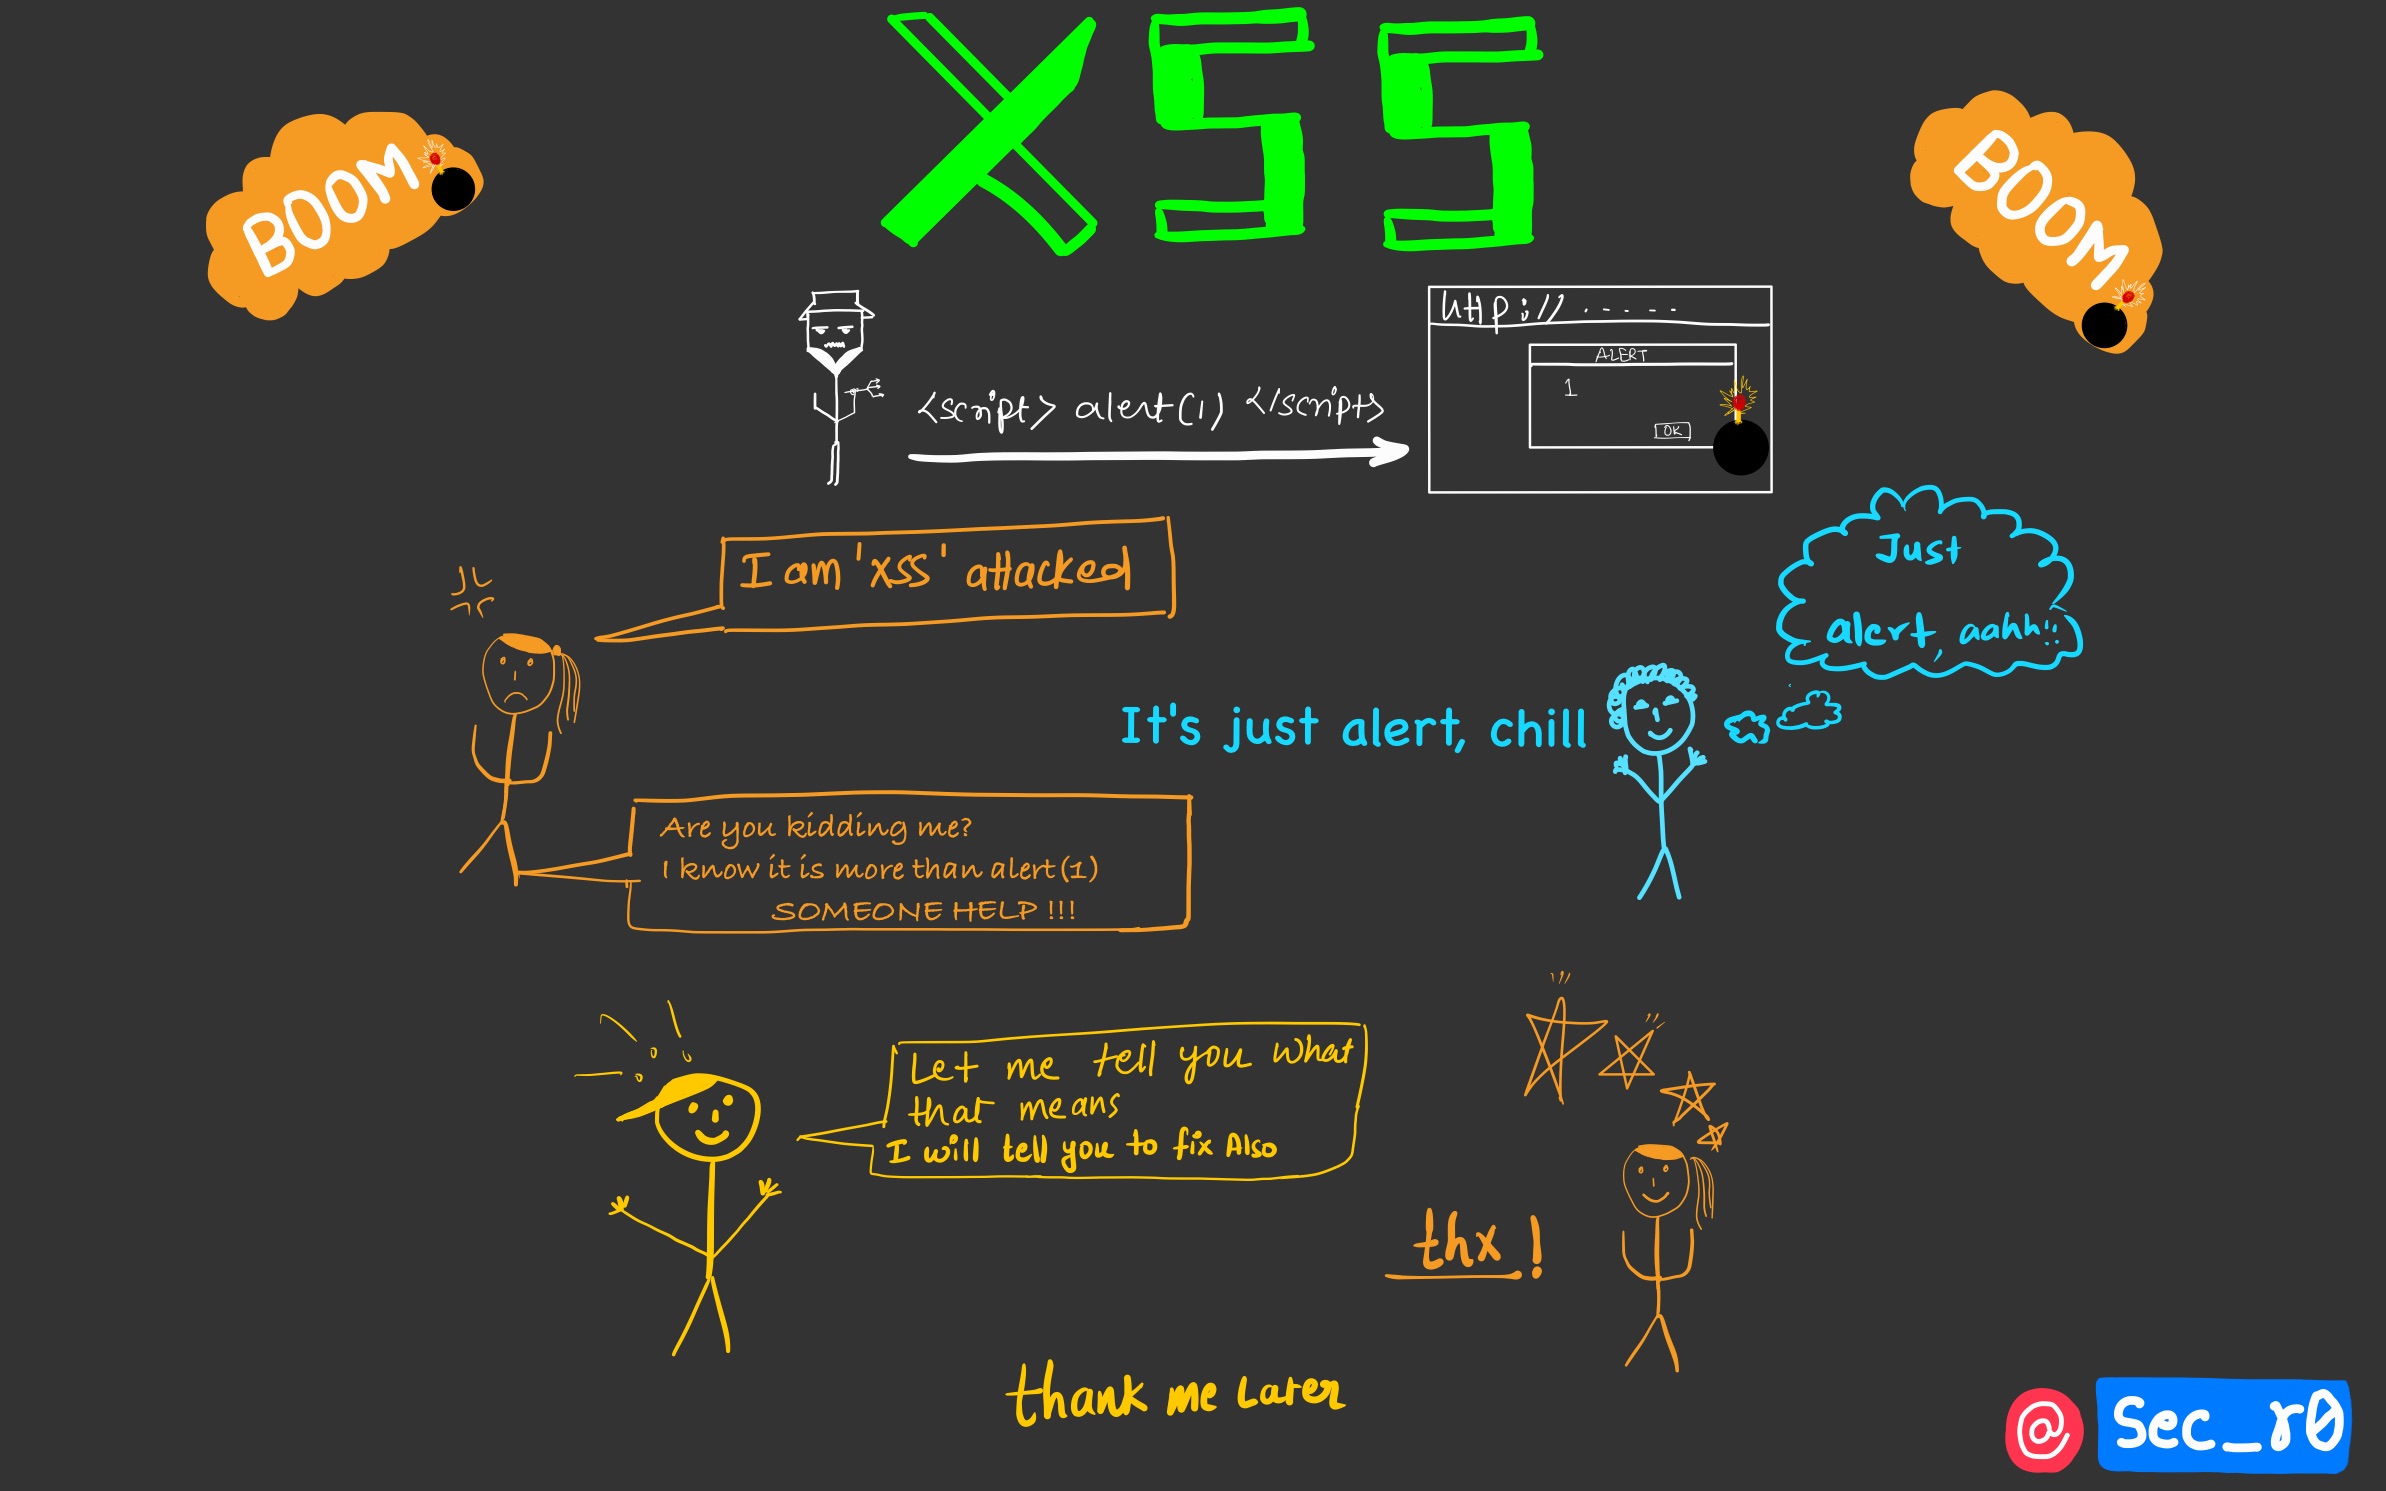 XSS
BOOM
BOOM
http://.....
ALERT
1
OK
<script> alert(1) </script>
I am 'XSS' attacked
Just
alert, aahh!!
It's just alert, chill
Are you kidding me?
I know it is more than alert(1)
SOMEONE HELP !!!
Let me tell you what
that means
I will tell you to fix Also
thx!
thank me Later
@ Sec_r0